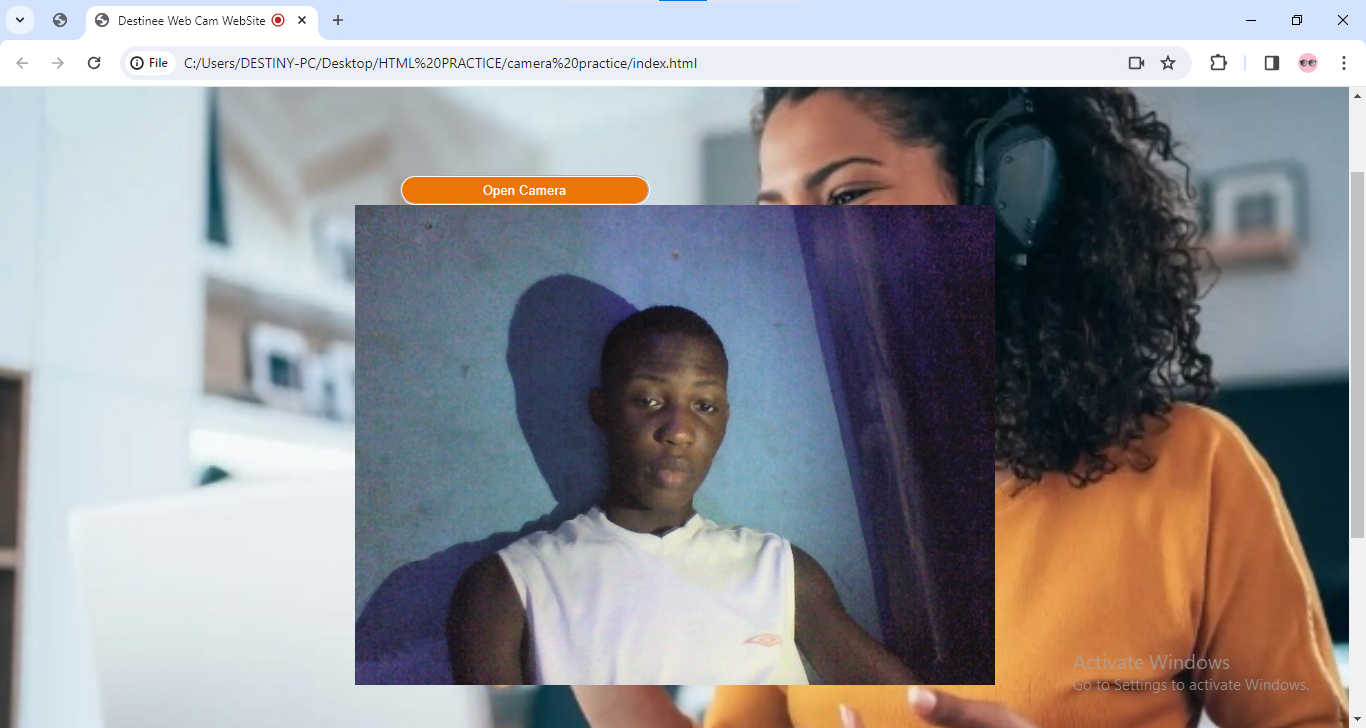 Destinee Web Cam WebSite
File
C:/Users/DESTINY-PC/Desktop/HTML%20PRACTICE/camera%20practice/index.html
Open Camera
Activate Windows
Go to Settings to activate Windows.